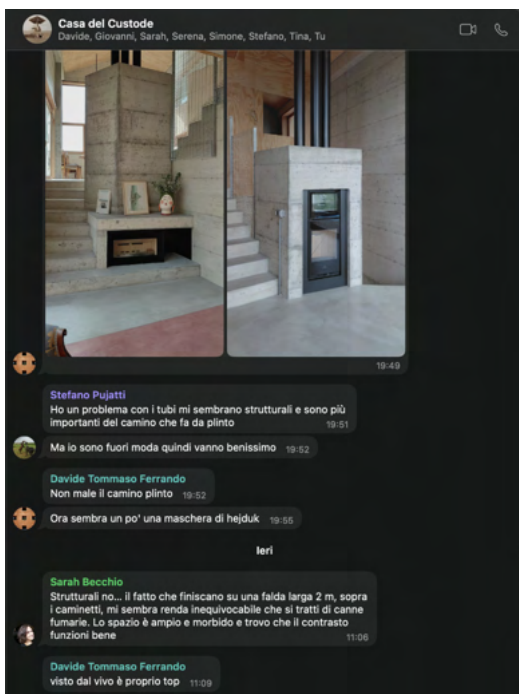 Casa del Custode
Davide, Giovanni, Sarah, Serena, Simone, Stefano, Tina, Tu
19:49
Stefano Pujatti
Ho un problema con i tubi mi sembrano strutturali e sono più
importanti del camino che fa da plinto
19:51
Ma io sono fuori moda quindi vanno benissimo 19:52
Davide Tommaso Ferrando
Non male il camino plinto 19:52
Ora sembra un po' una maschera di hejduk 19:55
Ieri
Sarah Becchio
Strutturali no... il fatto che finiscano su una falda larga 2 m, sopra
i caminetti, mi sembra renda inequivocabile che si tratti di canne
fumarie. Lo spazio è ampio e morbido e trovo che il contrasto
funzioni bene
11:06
Davide Tommaso Ferrando
visto dal vivo è proprio top 11:09